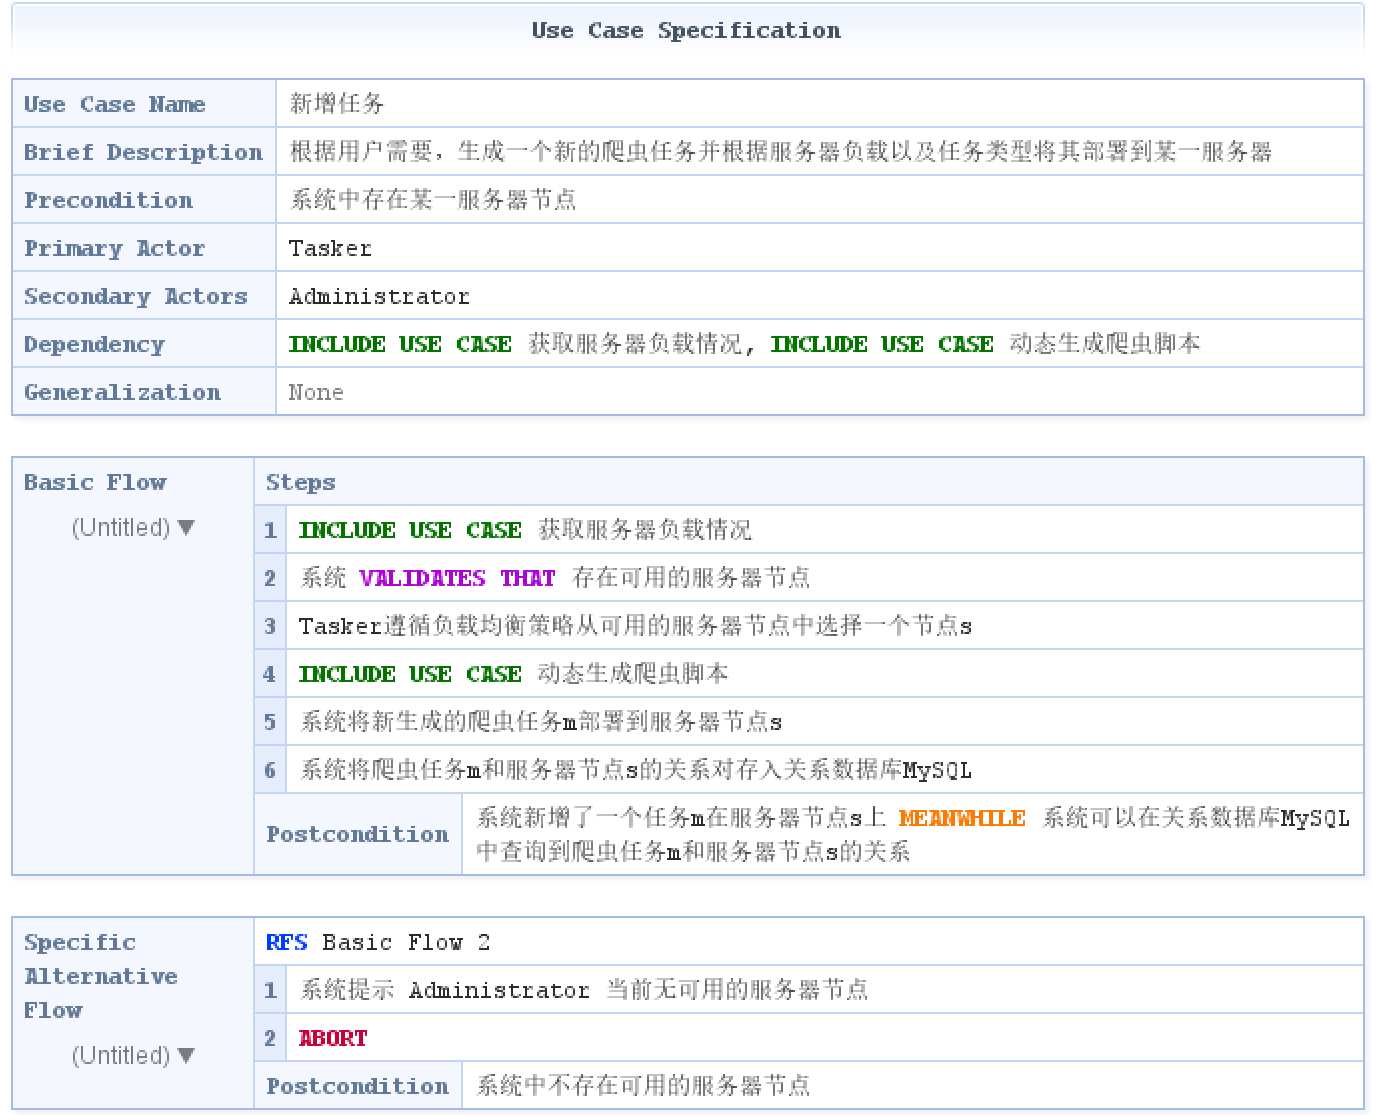 Use Case Specification
Use Case Name 新增任务
Brief Description 根据用户需要，生成一个新的爬虫任务并根据服务器负载以及任务类型将其部署到某一服务器
Precondition 系统中存在某一服务器节点
Primary Actor Tasker
Secondary Actors Administrator
Dependency INCLUDE USE CASE 获取服务器负载情况, INCLUDE USE CASE 动态生成爬虫脚本
Generalization None
Basic Flow Steps
(Untitled) ▼
1 INCLUDE USE CASE 获取服务器负载情况
2 系统 VALIDATES THAT 存在可用的服务器节点
3 Tasker遵循负载均衡策略从可用的服务器节点中选择一个节点s
4 INCLUDE USE CASE 动态生成爬虫脚本
5 系统将新生成的爬虫任务m部署到服务器节点s
6 系统将爬虫任务m和服务器节点s的关系对存入关系数据库MySQL
Postcondition 系统新增了一个任务m在服务器节点s上 MEANWHILE 系统可以在关系数据库MySQL
中查询到爬虫任务m和服务器节点s的关系
Specific
Alternative
Flow
(Untitled) ▼
RFS Basic Flow 2
1 系统提示 Administrator 当前无可用的服务器节点
2 ABORT
Postcondition 系统中不存在可用的服务器节点